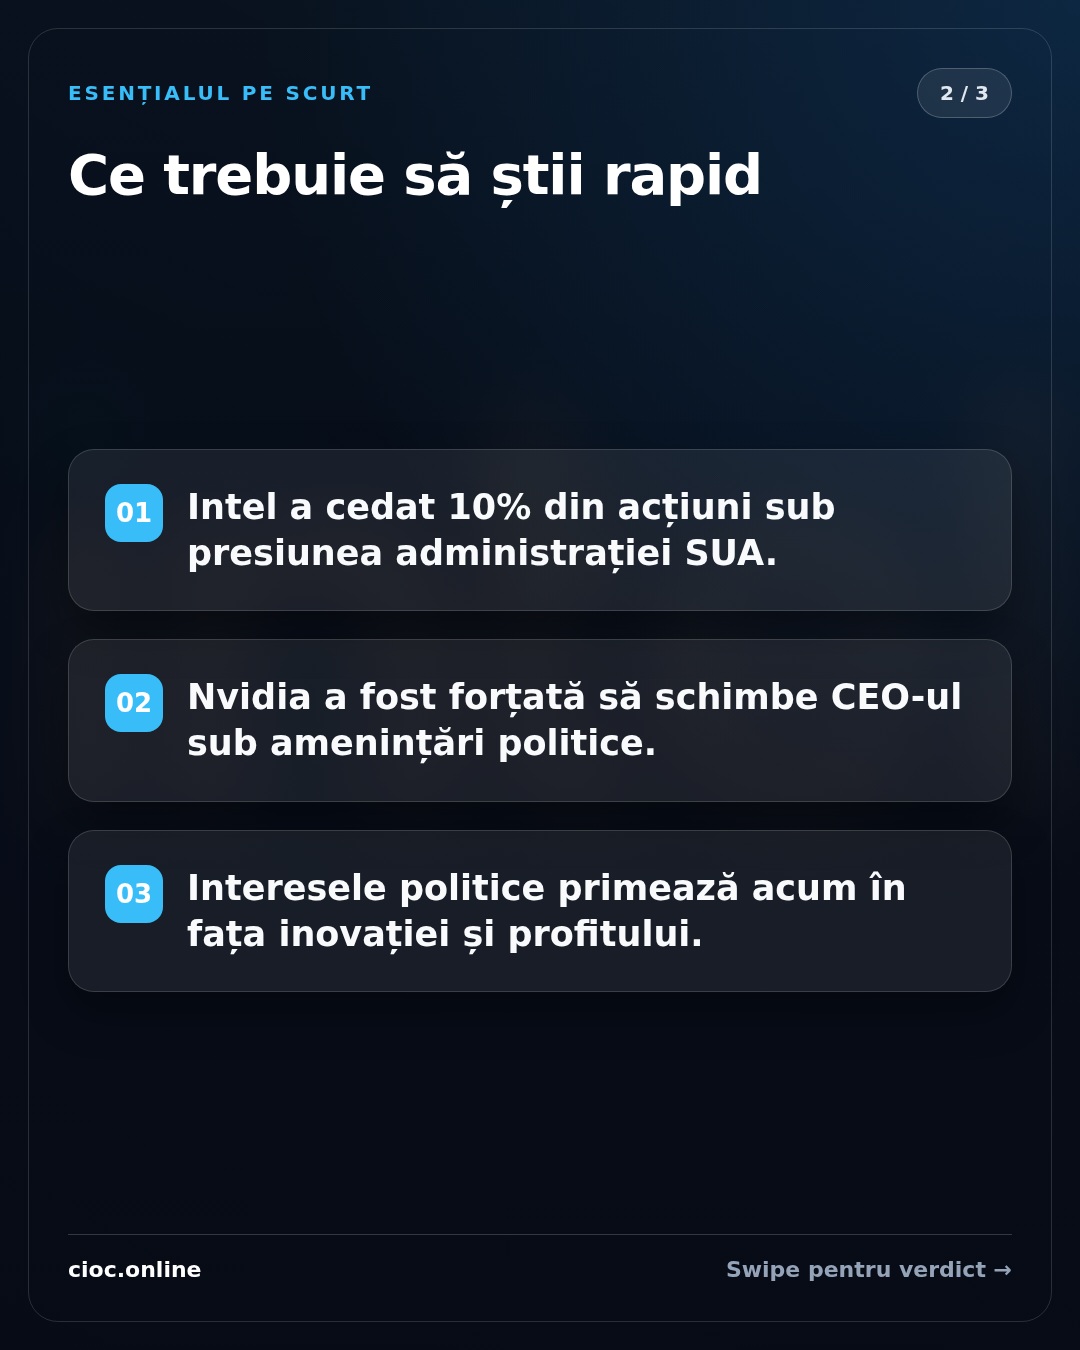 ESENȚIALUL PE SCURT
2 / 3
Ce trebuie să știi rapid
01
Intel a cedat 10% din acțiuni sub
presiunea administrației SUA.
02
Nvidia a fost forțată să schimbe CEO-ul
sub amenințări politice.
03
Interesele politice primează acum în
fața inovației și profitului.
cioc.online
Swipe pentru verdict →